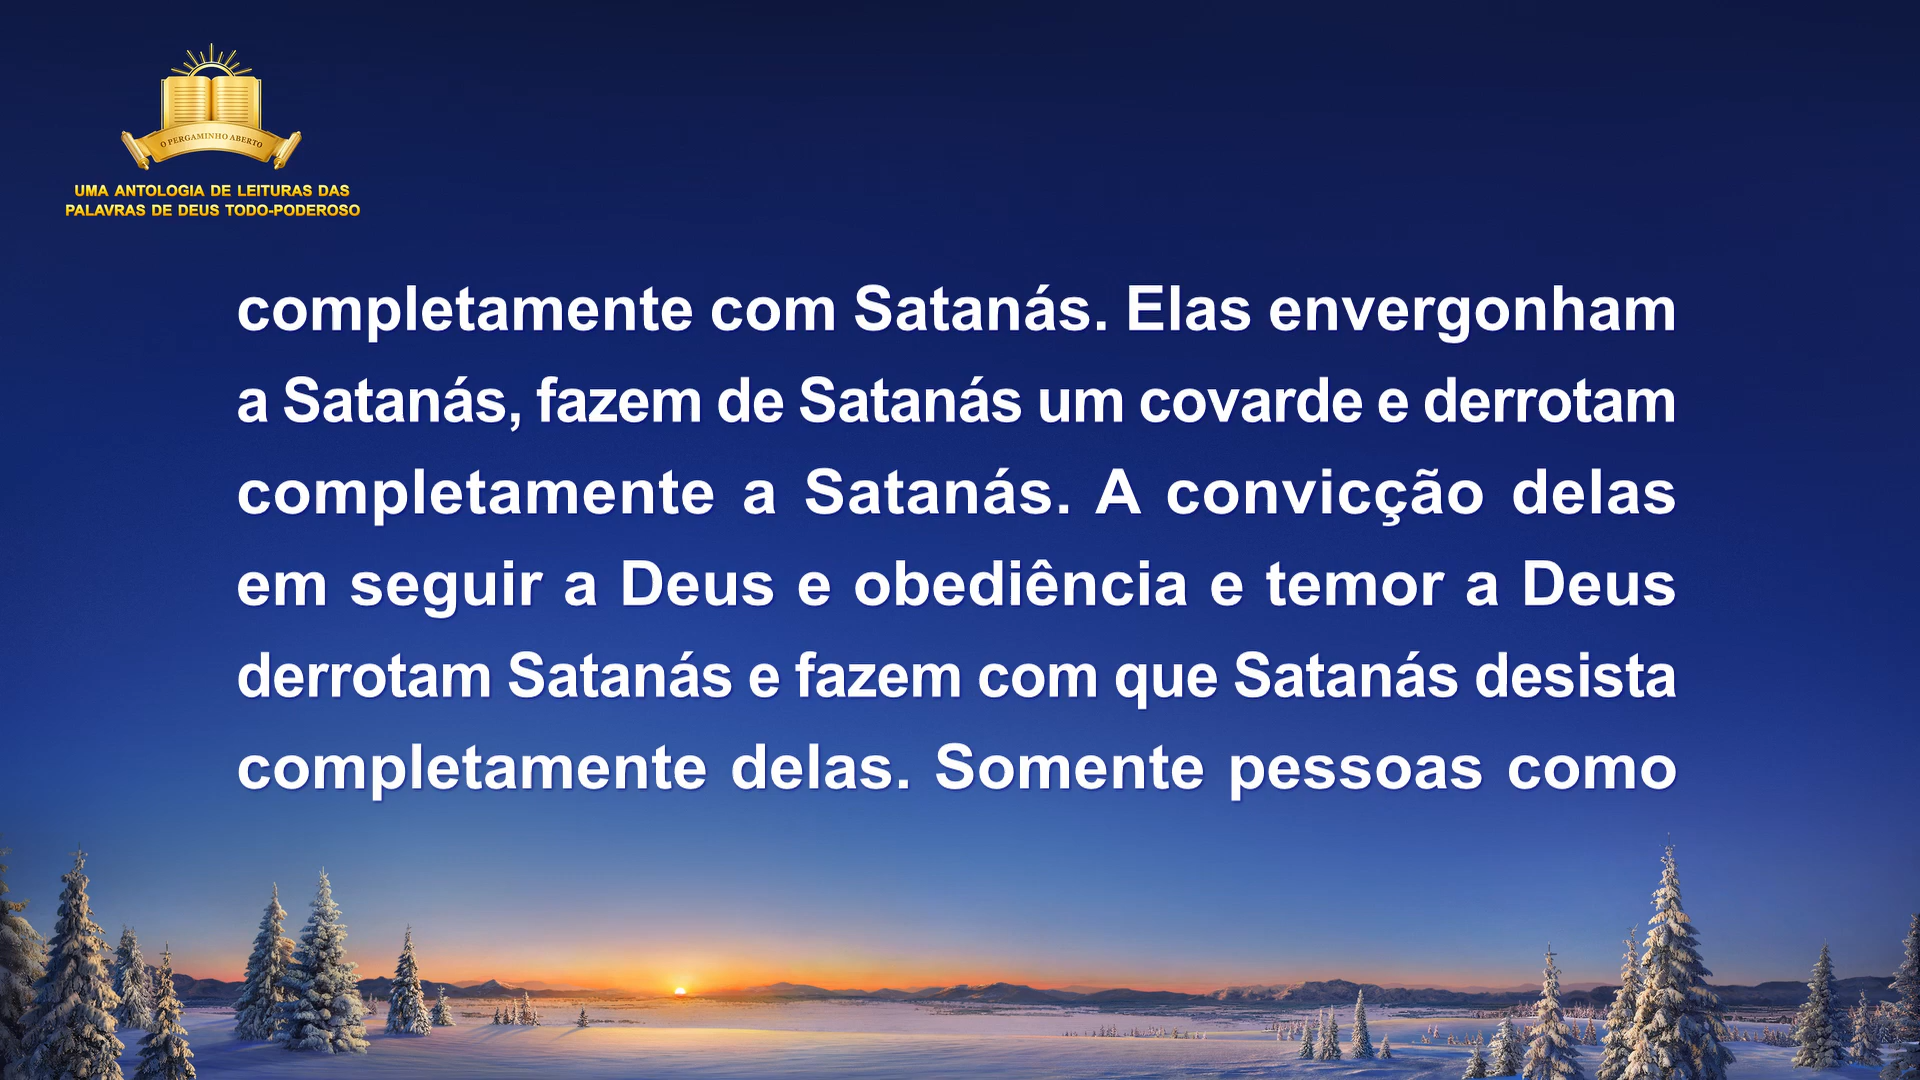 O PERGAMINHO ABERTO
UMA ANTOLOGIA DE LEITURAS DAS
PALAVRAS DE DEUS TODO-PODEROSO
completamente com Satanás. Elas envergonham
a Satanás, fazem de Satanás um covarde e derrotam
completamente a Satanás. A convicção delas
em seguir a Deus e obediência e temor a Deus
derrotam Satanás e fazem com que Satanás desista
completamente delas. Somente pessoas como